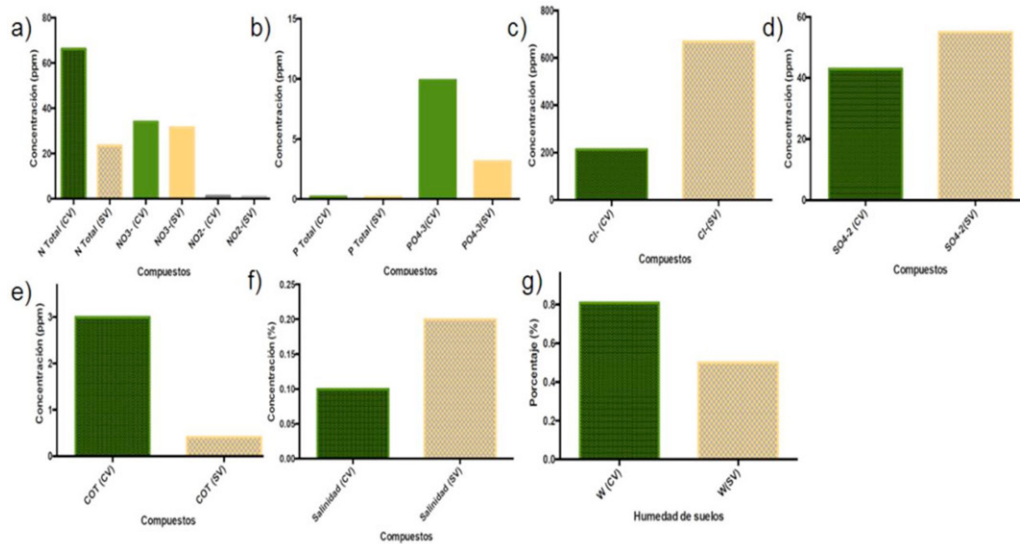 a)
Concentración (ppm)
80
60
40
20
0
N Total (CV)
N Total (SV)
NO3- (CV)
NO3-(SV)
NO2- (CV)
NO2-(SV)
Compuestos
b)
Concentración (ppm)
15
10
5
0
P Total (CV)
P Total (SV)
PO4-3(CV)
PO4-3(SV)
Compuestos
c)
Concentración (ppm)
800
600
400
200
0
Cl- (CV)
Cl-(SV)
Compuestos
d)
Concentración (ppm)
60
40
20
0
SO4-2 (CV)
SO4-2(SV)
Compuestos
e)
Concentración (ppm)
3
2
1
0
COT (CV)
COT (SV)
Compuestos
f)
Concentración (%)
0.25
0.20
0.15
0.10
0.05
0.00
Salinidad (CV)
Salinidad (SV)
Compuestos
g)
Porcentaje (%)
0.8
0.6
0.4
0.2
0.0
W (CV)
W(SV)
Humedad de suelos